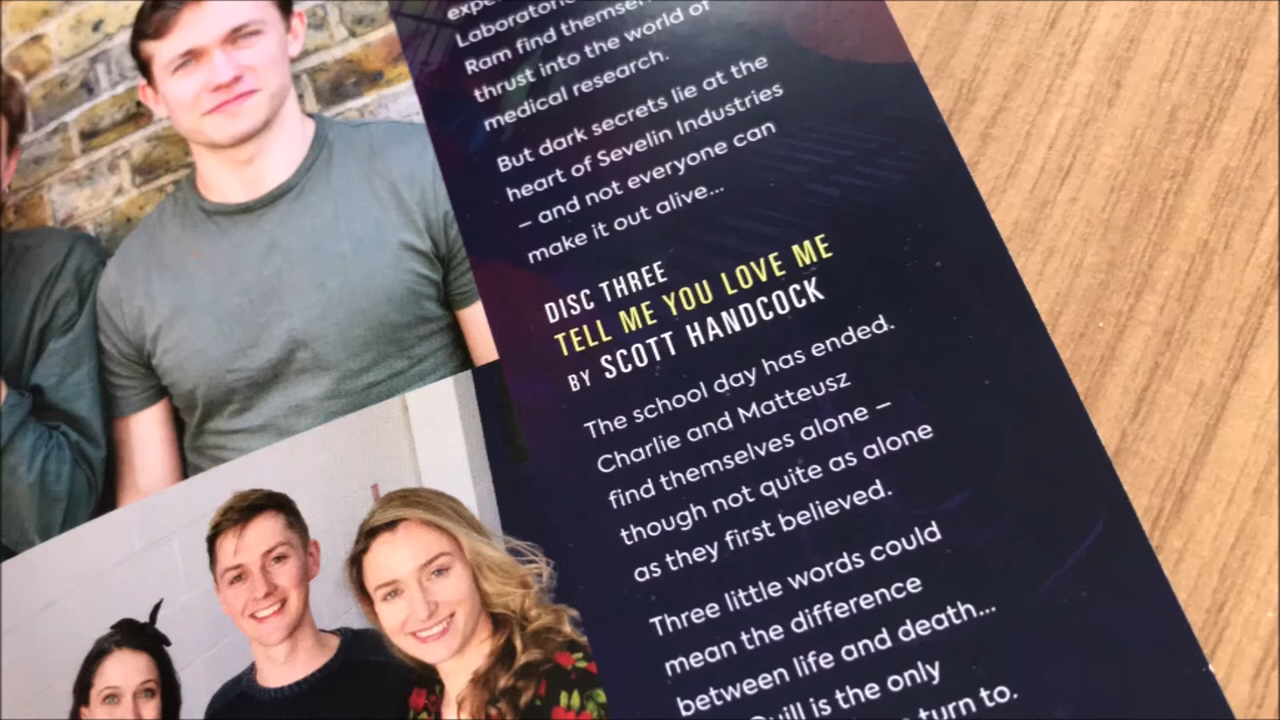 Ram find
thrust into the world of
medical research.
But dark secrets lie at the
heart of Sevelin Industries
– and not everyone can
make it out alive...
DISC THREE
TELL ME YOU LOVE ME
BY SCOTT HANDCOCK
The school day has ended.
Charlie and Matteusz
find themselves alone –
though not quite as alone
as they first believed.
Three little words could
mean the difference
between life and death...
Quill is the only
turn to.